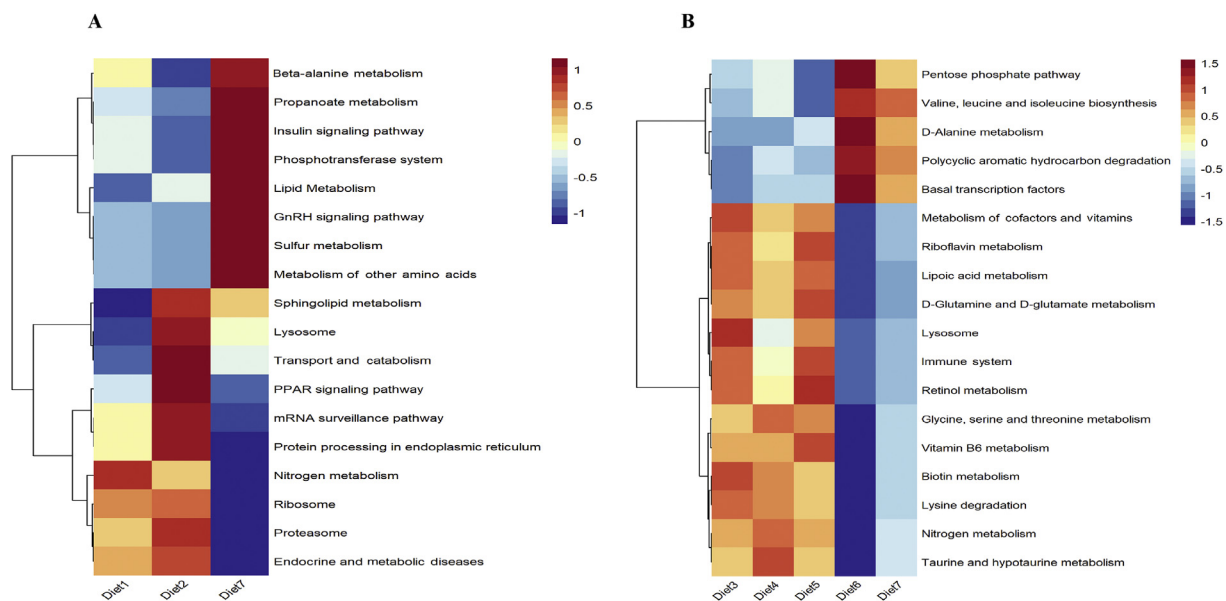 A
B
1
0.5
0
-0.5
-1
Beta-alanine metabolism
Propanoate metabolism
Insulin signaling pathway
Phosphotransferase system
Lipid Metabolism
GnRH signaling pathway
Sulfur metabolism
Metabolism of other amino acids
Sphingolipid metabolism
Lysosome
Transport and catabolism
PPAR signaling pathway
mRNA surveillance pathway
Protein processing in endoplasmic reticulum
Nitrogen metabolism
Ribosome
Proteasome
Endocrine and metabolic diseases
Diet1
Diet2
Diet7
1.5
1
0.5
0
-0.5
-1
-1.5
Pentose phosphate pathway
Valine, leucine and isoleucine biosynthesis
D-Alanine metabolism
Polycyclic aromatic hydrocarbon degradation
Basal transcription factors
Metabolism of cofactors and vitamins
Riboflavin metabolism
Lipoic acid metabolism
D-Glutamine and D-glutamate metabolism
Lysosome
Immune system
Retinol metabolism
Glycine, serine and threonine metabolism
Vitamin B6 metabolism
Biotin metabolism
Lysine degradation
Nitrogen metabolism
Taurine and hypotaurine metabolism
Diet3
Diet4
Diet5
Diet6
Diet7